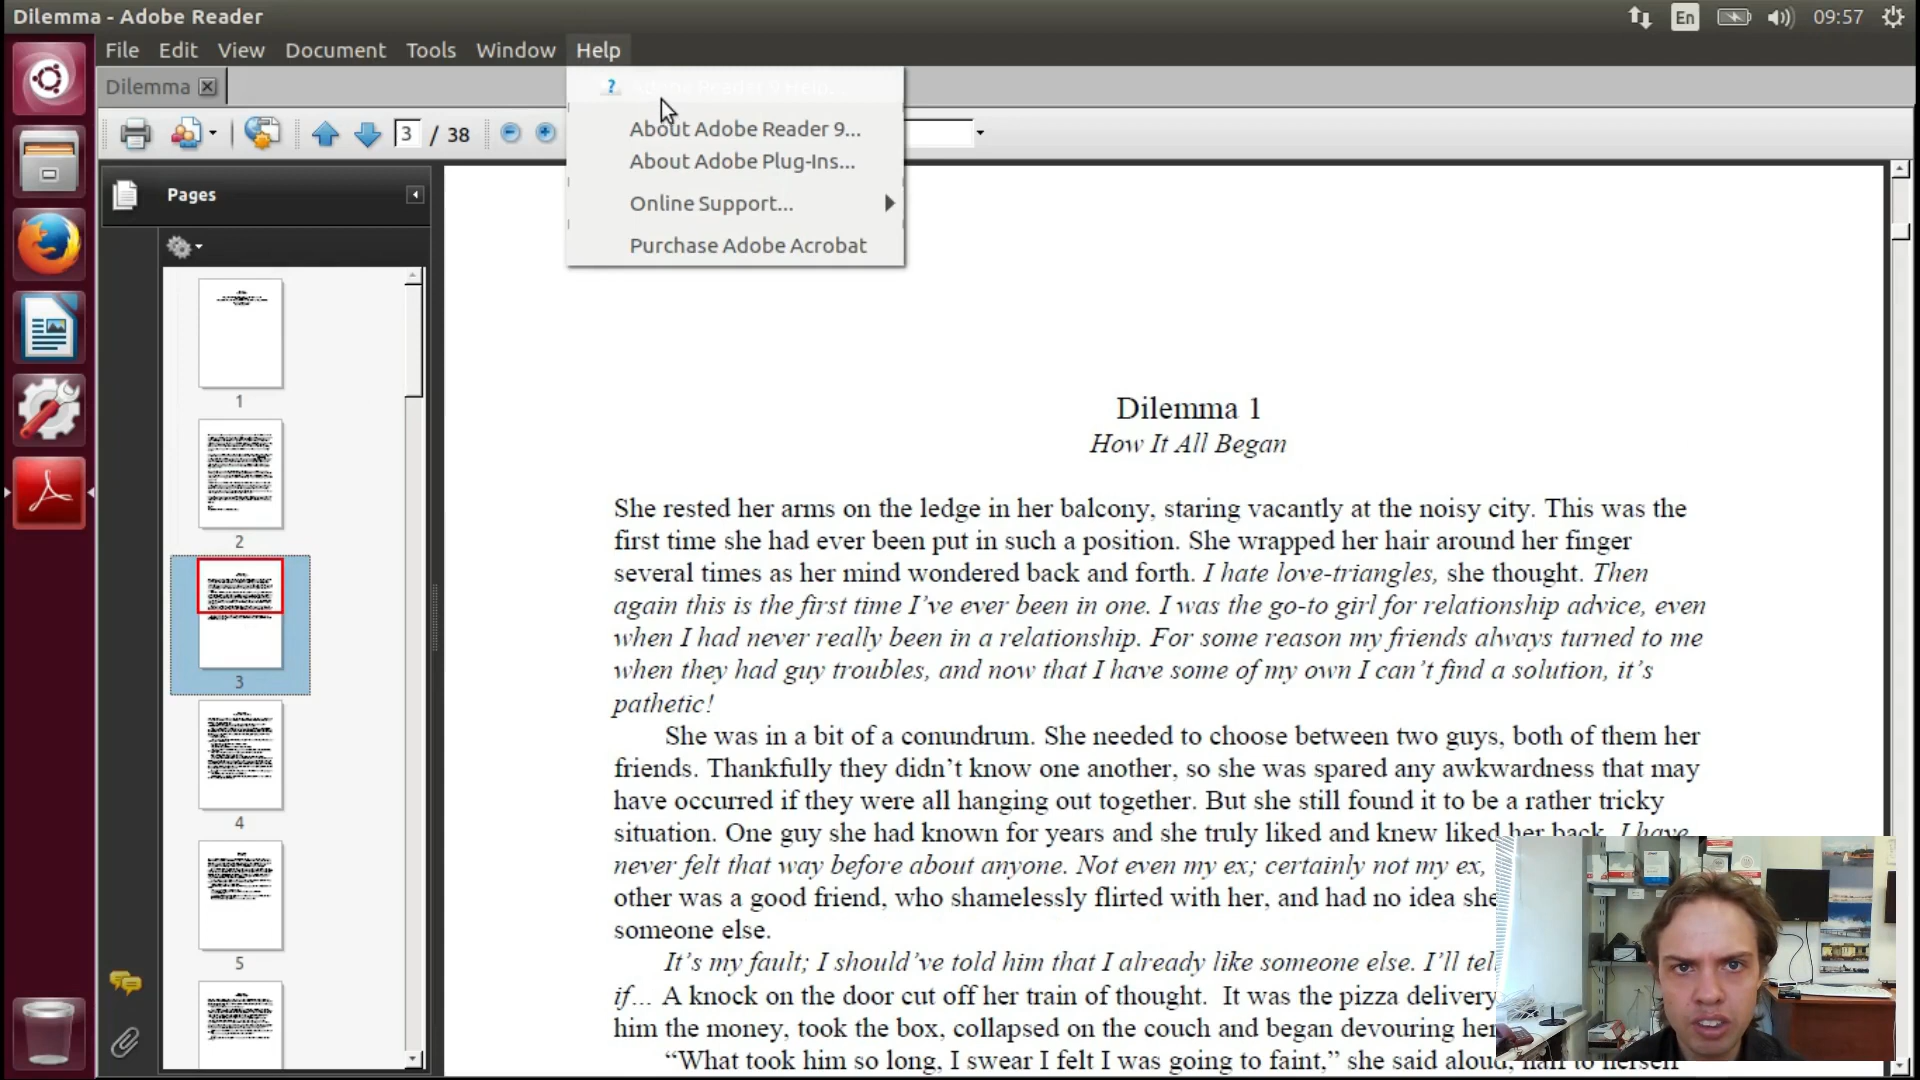 Dilemma - Adobe Reader
En
09:57
File Edit View Document Tools Window Help
Dilemma
Adobe Reader 9 Help...
3 / 38
About Adobe Reader 9...
About Adobe Plug-Ins...
Online Support...
Purchase Adobe Acrobat
Pages
1
2
3
4
5
Dilemma 1
How It All Began
She rested her arms on the ledge in her balcony, staring vacantly at the noisy city. This was the
first time she had ever been put in such a position. She wrapped her hair around her finger
several times as her mind wondered back and forth. I hate love-triangles, she thought. Then
again this is the first time I've ever been in one. I was the go-to girl for relationship advice, even
when I had never really been in a relationship. For some reason my friends always turned to me
when they had guy troubles, and now that I have some of my own I can't find a solution, it's
pathetic!
She was in a bit of a conundrum. She needed to choose between two guys, both of them her
friends. Thankfully they didn't know one another, so she was spared any awkwardness that may
have occurred if they were all hanging out together. But she still found it to be a rather tricky
situation. One guy she had known for years and she truly liked and knew liked her back. I have
never felt that way before about anyone. Not even my ex; certainly not my ex,
other was a good friend, who shamelessly flirted with her, and had no idea she
someone else.
It's my fault; I should've told him that I already like someone else. I'll tel
if... A knock on the door cut off her train of thought. It was the pizza delivery
him the money, took the box, collapsed on the couch and began devouring her
"What took him so long, I swear I felt I was going to faint," she said aloud, half to herself